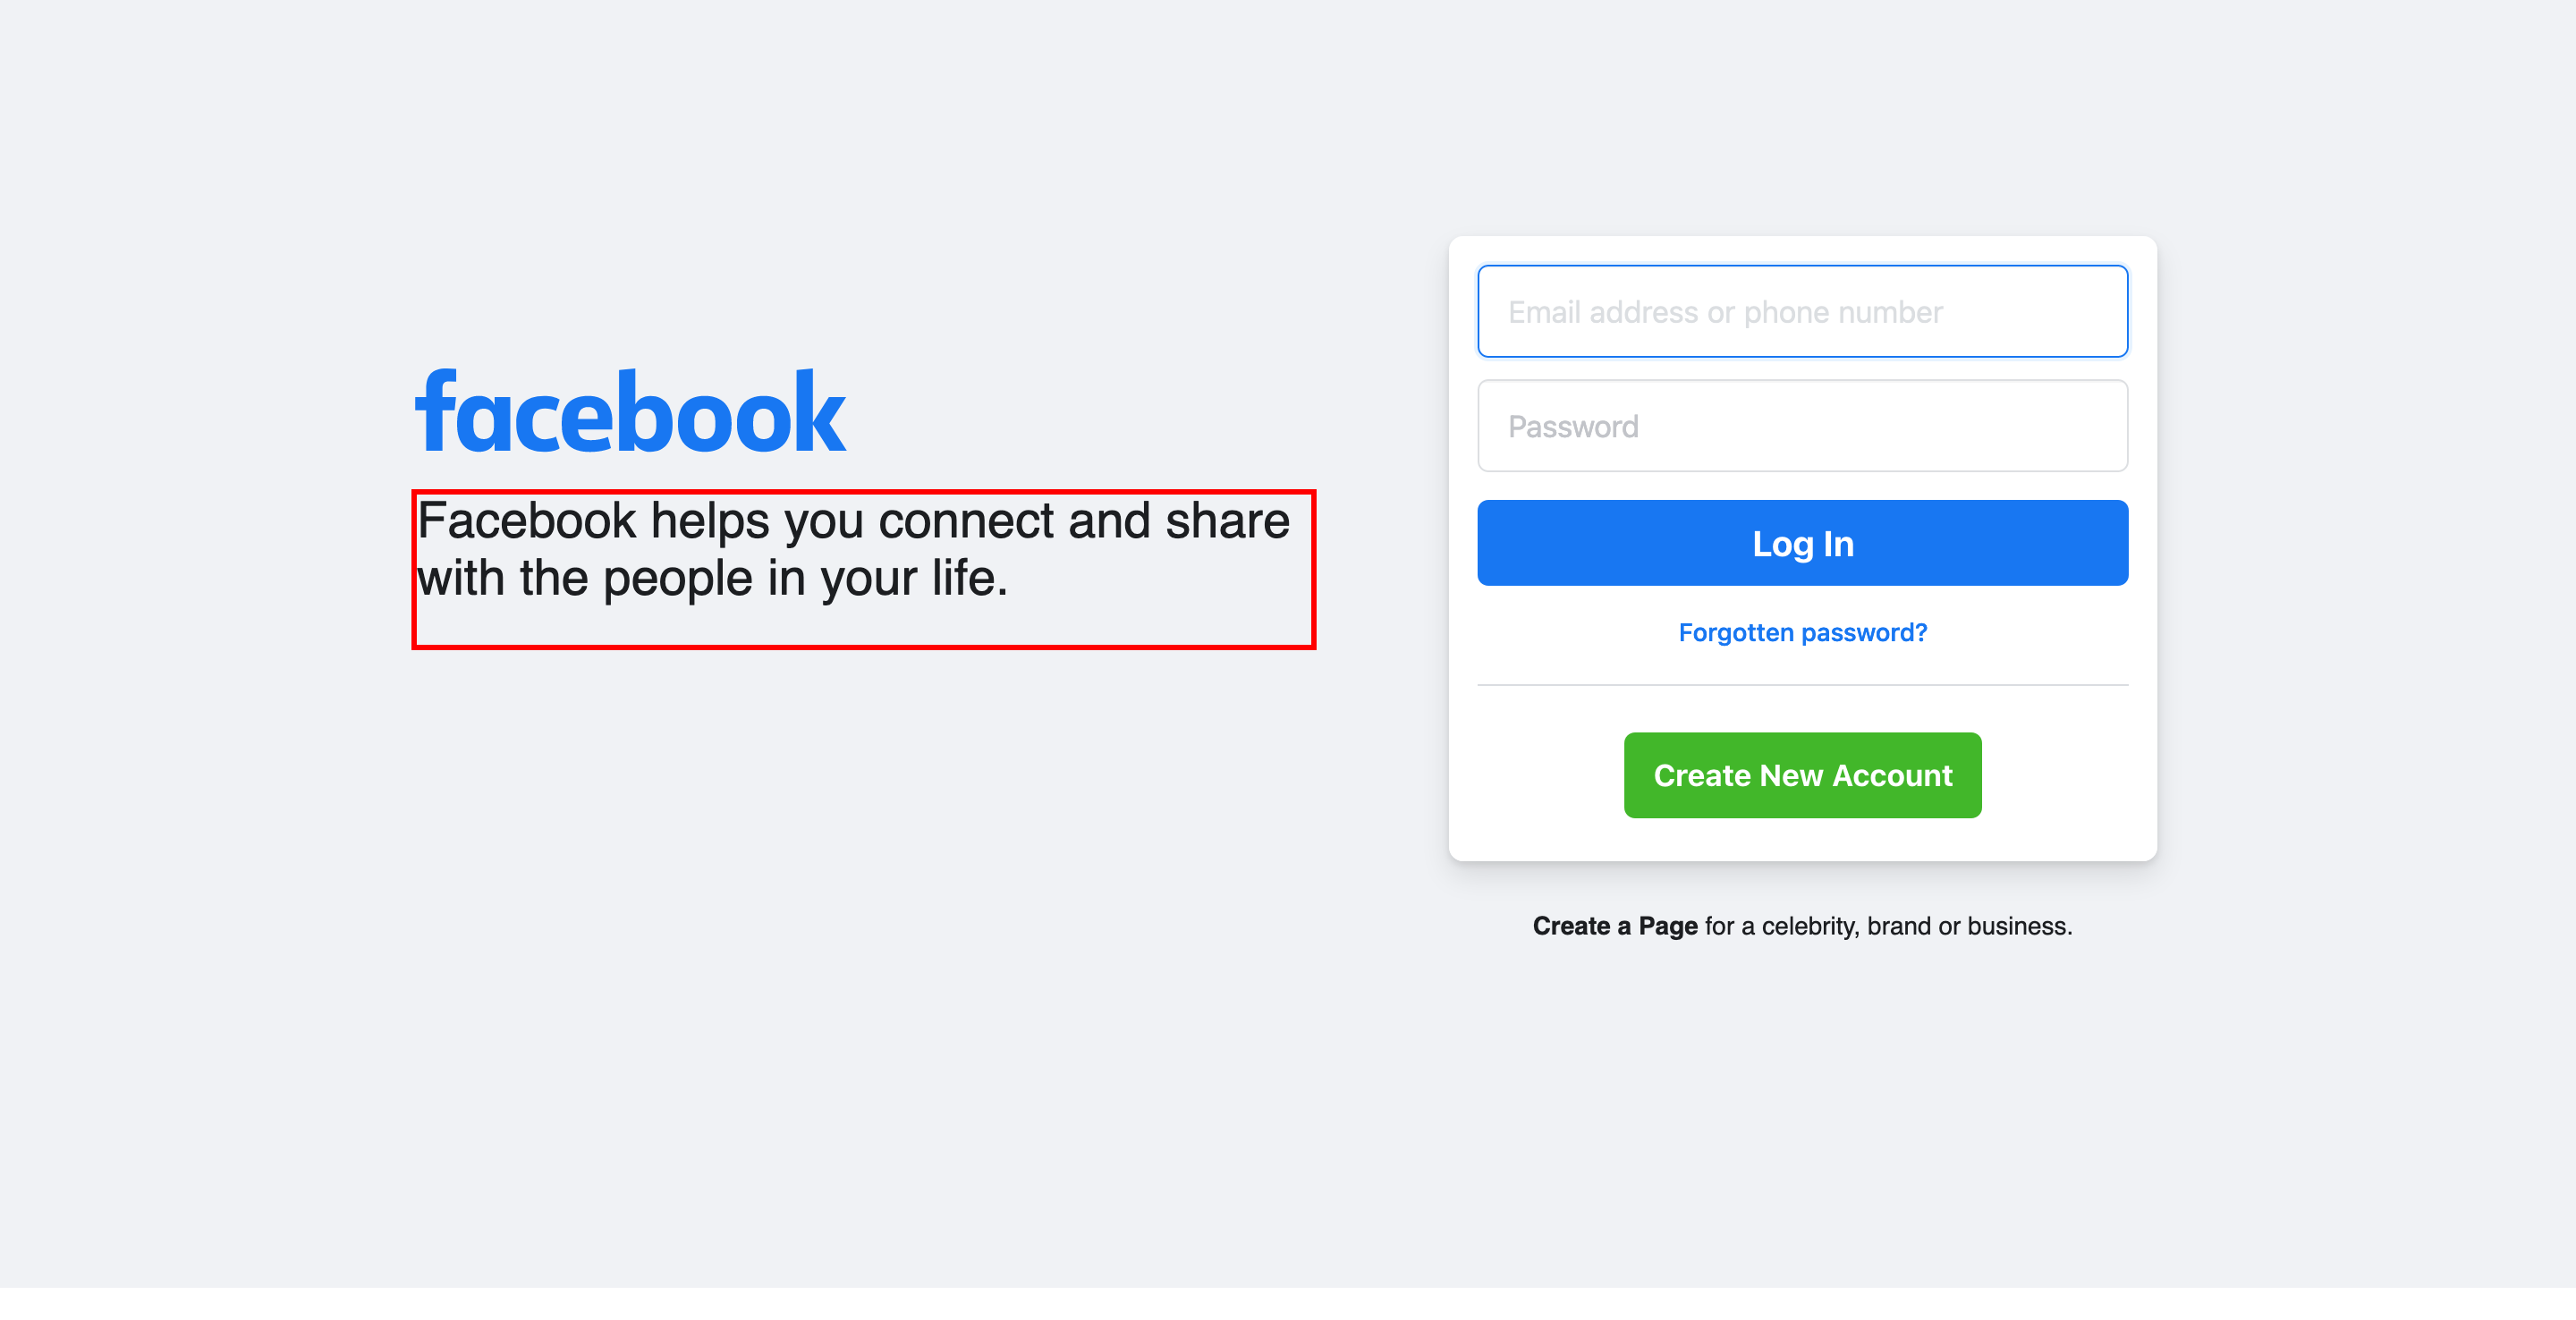 facebook
Facebook helps you connect and share
with the people in your life.
Email address or phone number
Password
Log In
Forgotten password?
Create New Account
Create a Page for a celebrity, brand or business.